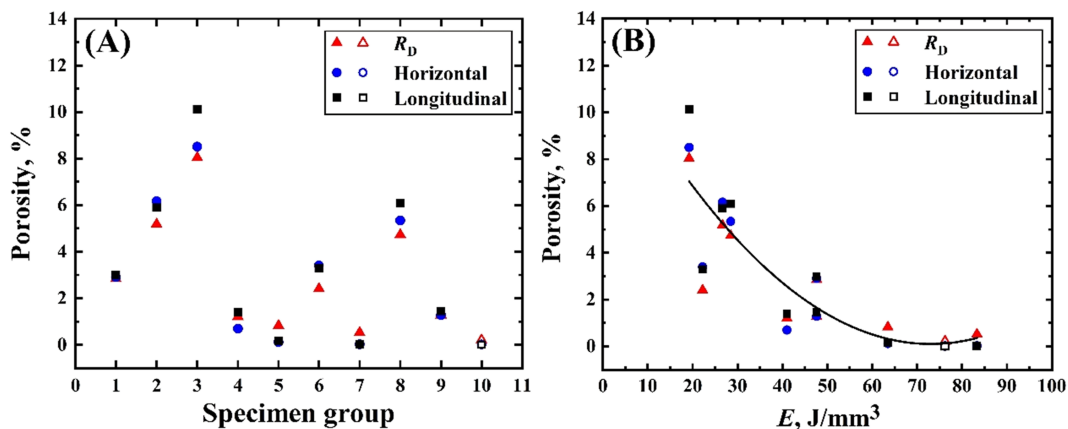 (A)
R_D
Horizontal
Longitudinal
Porosity, %
14
12
10
8
6
4
2
0
0 1 2 3 4 5 6 7 8 9 10 11
Specimen group
(B)
R_D
Horizontal
Longitudinal
Porosity, %
14
12
10
8
6
4
2
0
0 10 20 30 40 50 60 70 80 90 100
E, J/mm³